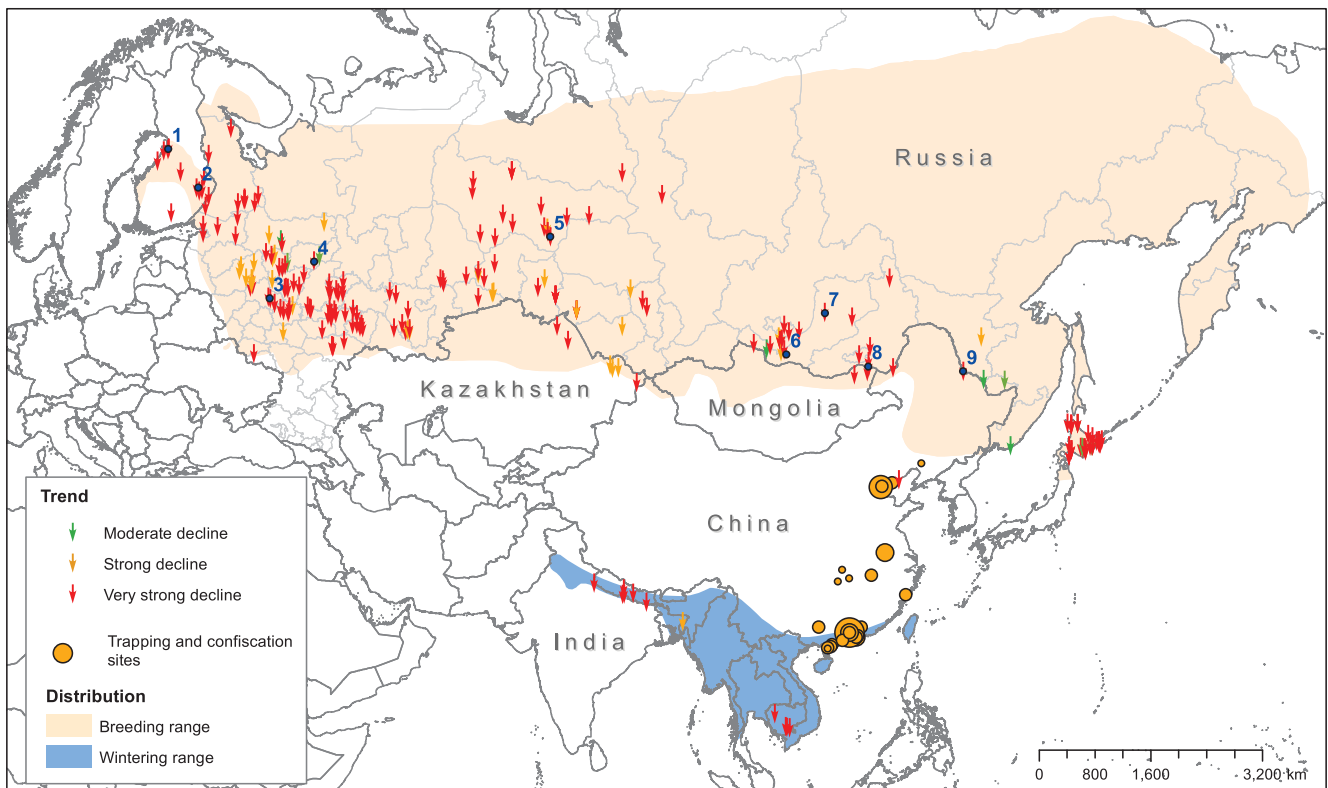 1
2
Russia
5
4
3
7
6
8
9
Kazakhstan
Mongolia
China
India
Trend
Moderate decline
Strong decline
Very strong decline
Trapping and confiscation
sites
Distribution
Breeding range
Wintering range
0 800 1,600 3,200 km